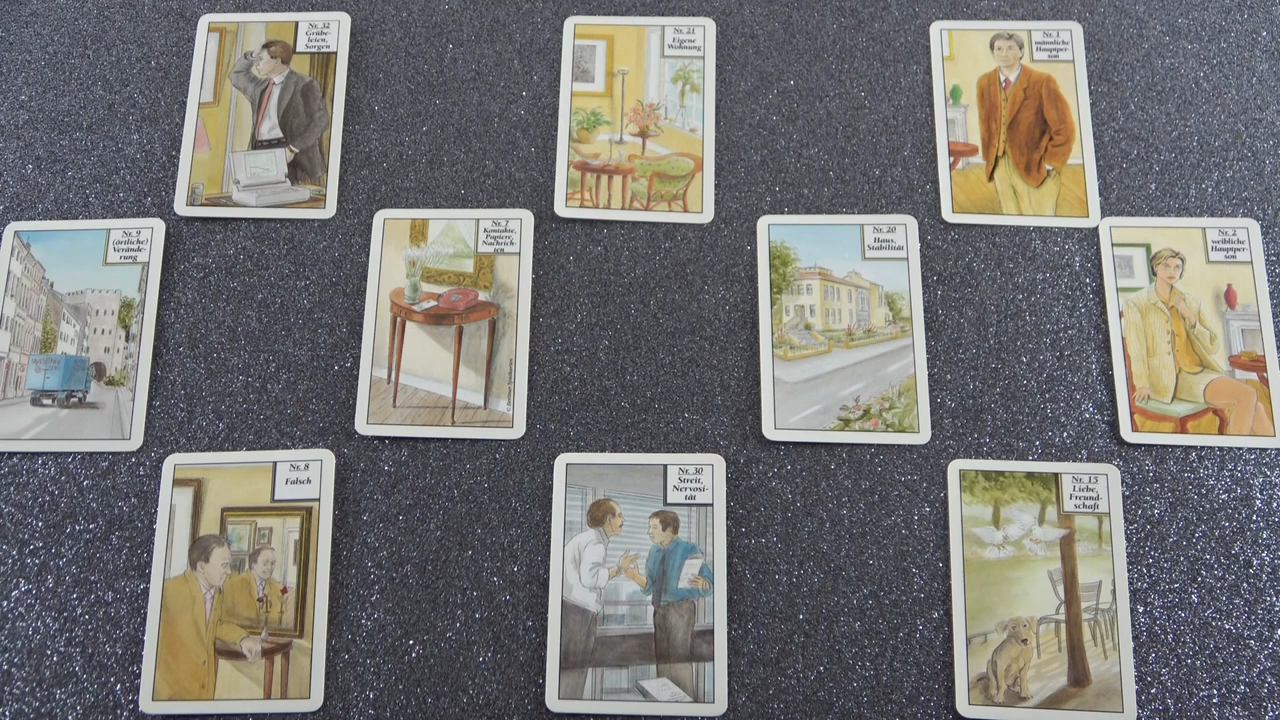 Nr. 32
Grübe-
leien,
Sorgen
Nr. 21
Eigene
Wohnung
Nr. 1
männliche
Hauptper-
son
Nr. 9
(örtliche)
Verände-
rung
Nr. 7
Kontakte,
Papiere,
Nachrich-
ten
Nr. 20
Haus,
Stabilität
Nr. 2
weibliche
Hauptper-
son
Nr. 8
Falsch
Nr. 30
Streit,
Nervosi-
tät
Nr. 15
Liebe,
Freund-
schaft